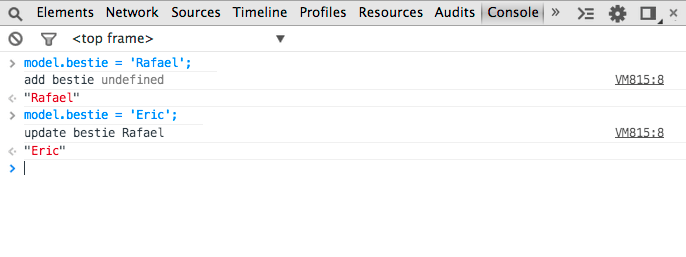 Elements Network Sources Timeline Profiles Resources Audits Console »
<top frame> ▼
> model.bestie = 'Rafael';
add bestie undefined VM815:8
<· "Rafael"
> model.bestie = 'Eric';
update bestie Rafael VM815:8
<· "Eric"
>